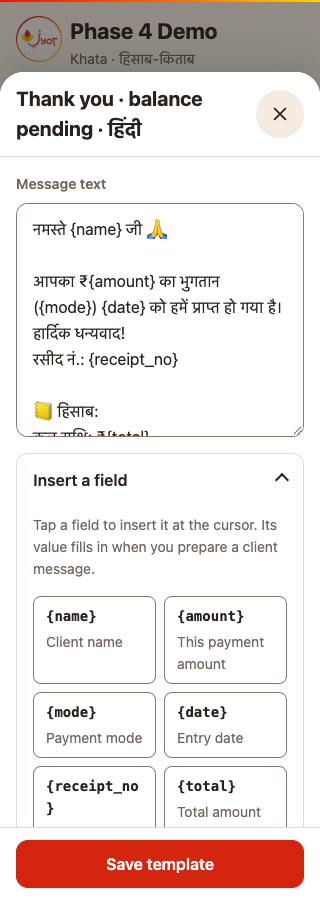 Jyot
Phase 4 Demo
Khata · हिसाब-किताब
Thank you · balance
pending · हिंदी
Message text
नमस्ते {name} जी 🙏
आपका ₹{amount} का भुगतान
({mode}) {date} को हमें प्राप्त हो गया है।
हार्दिक धन्यवाद!
रसीद नं.: {receipt_no}
📒 हिसाब:
कुल राशि: ₹{total}
Insert a field
Tap a field to insert it at the cursor. Its
value fills in when you prepare a client
message.
{name}
Client name
{amount}
This payment
amount
{mode}
Payment mode
{date}
Entry date
{receipt_no
}
{total}
Total amount
Save template